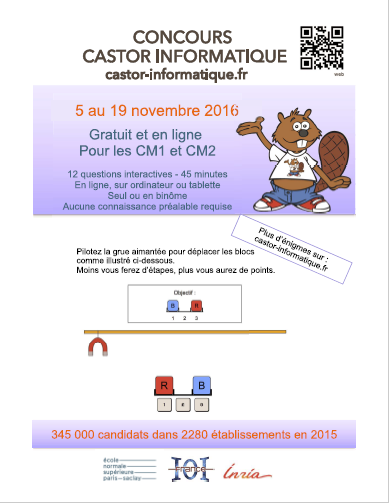 CONCOURS
CASTOR INFORMATIQUE
castor-informatique.fr
web
5 au 19 novembre 2016
Gratuit et en ligne
Pour les CM1 et CM2
12 questions interactives - 45 minutes
En ligne, sur ordinateur ou tablette
Seul ou en binôme
Aucune connaissance préalable requise
Plus d'énigmes sur :
castor-informatique.fr
Pilotez la grue aimantée pour déplacer les blocs
comme illustré ci-dessous.
Moins vous ferez d'étapes, plus vous aurez de points.
Objectif :
B R
1 2 3
R B
345 000 candidats dans 2280 établissements en 2015
école
normale
supérieure
paris-saclay
France
IOI
Inria